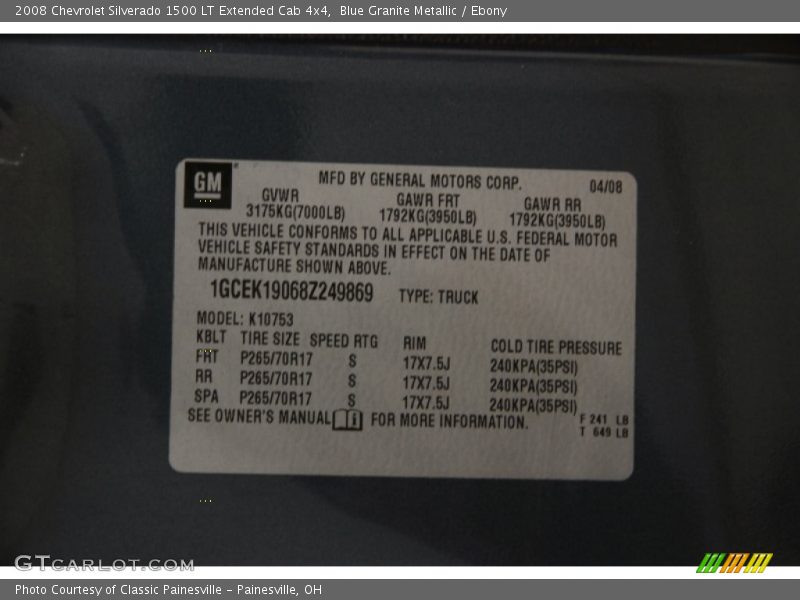 2008 Chevrolet Silverado 1500 LT Extended Cab 4x4,  Blue Granite Metallic / Ebony
GM
MFD BY GENERAL MOTORS CORP. 04/08
GVWR GAWR FRT GAWR RR
3175KG(7000LB) 1792KG(3950LB) 1792KG(3950LB)
THIS VEHICLE CONFORMS TO ALL APPLICABLE U.S. FEDERAL MOTOR
VEHICLE SAFETY STANDARDS IN EFFECT ON THE DATE OF
MANUFACTURE SHOWN ABOVE.
1GCEK19068Z249869 TYPE: TRUCK
MODEL: K10753
KBLT TIRE SIZE SPEED RTG RIM COLD TIRE PRESSURE
FRT P265/70R17 S 17X7.5J 240KPA(35PSI)
RR P265/70R17 S 17X7.5J 240KPA(35PSI)
SPA P265/70R17 S 17X7.5J 240KPA(35PSI)
SEE OWNER'S MANUAL FOR MORE INFORMATION.
F 241 LB
T 649 LB
GTCARLOT.COM
Photo Courtesy of Classic Painesville - Painesville, OH